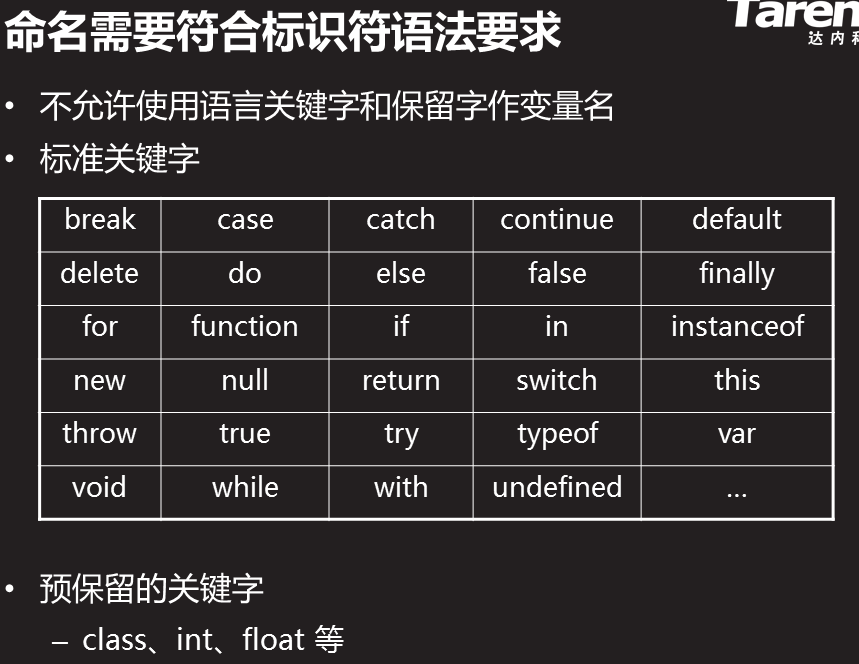 命名需要符合标识符语法要求
Taren
达内科
• 不允许使用语言关键字和保留字作变量名
• 标准关键字
break case catch continue default
delete do else false finally
for function if in instanceof
new null return switch this
throw true try typeof var
void while with undefined ...
• 预保留的关键字
– class、int、float 等